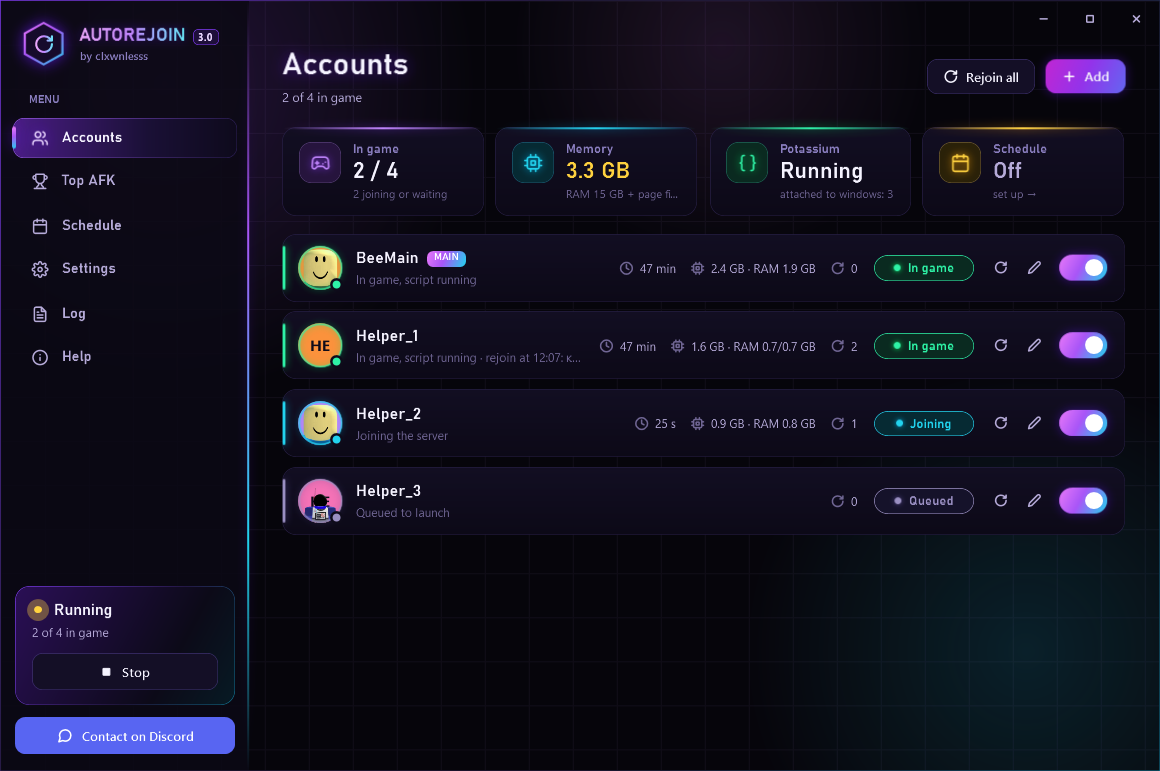 AUTOREJOIN 3.0
by clxwnlesss
MENU
Accounts
Top AFK
Schedule
Settings
Log
Help
Running
2 of 4 in game
Stop
Contact on Discord
Accounts
2 of 4 in game
Rejoin all
Add
In game
2 / 4
2 joining or waiting
Memory
3.3 GB
RAM 15 GB + page fi...
Potassium
Running
attached to windows: 3
Schedule
Off
set up →
BeeMain MAIN
In game, script running
47 min 2.4 GB · RAM 1.9 GB 0 In game
HE
Helper_1
In game, script running · rejoin at 12:07: к...
47 min 1.6 GB · RAM 0.7/0.7 GB 2 In game
Helper_2
Joining the server
25 s 0.9 GB · RAM 0.8 GB 1 Joining
Helper_3
Queued to launch
0 Queued